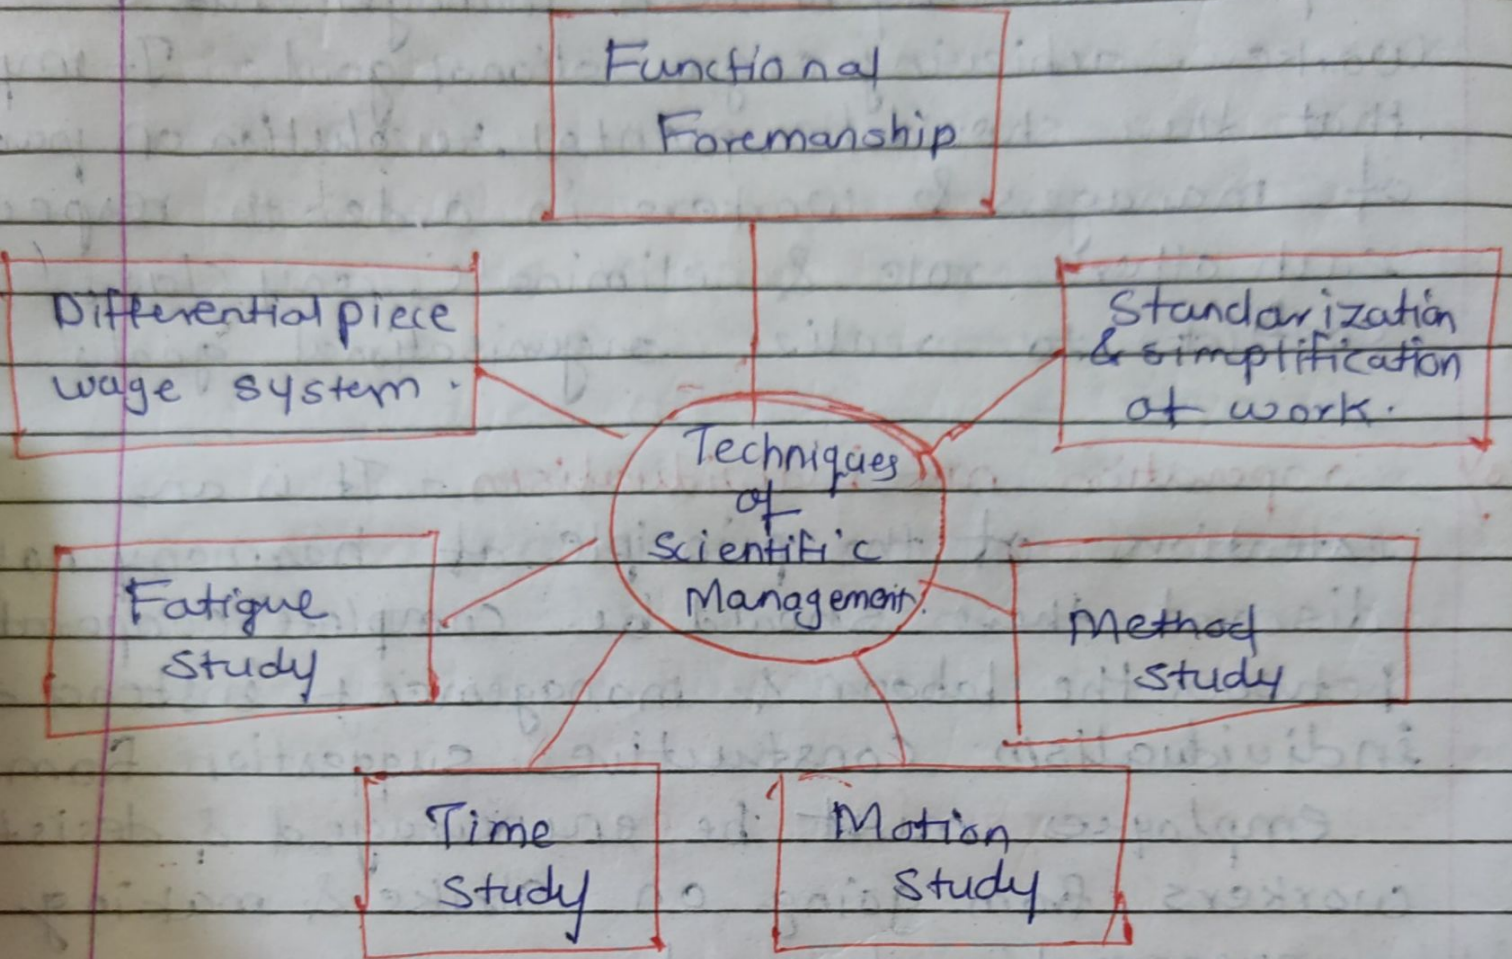 Functional
Foremanship
Differential piece
wage system.
Standarization
& simplification
of work.
Techniques
of
Scientific
Management.
Fatigue
Study
Method
Study
Time
Study
Motion
Study